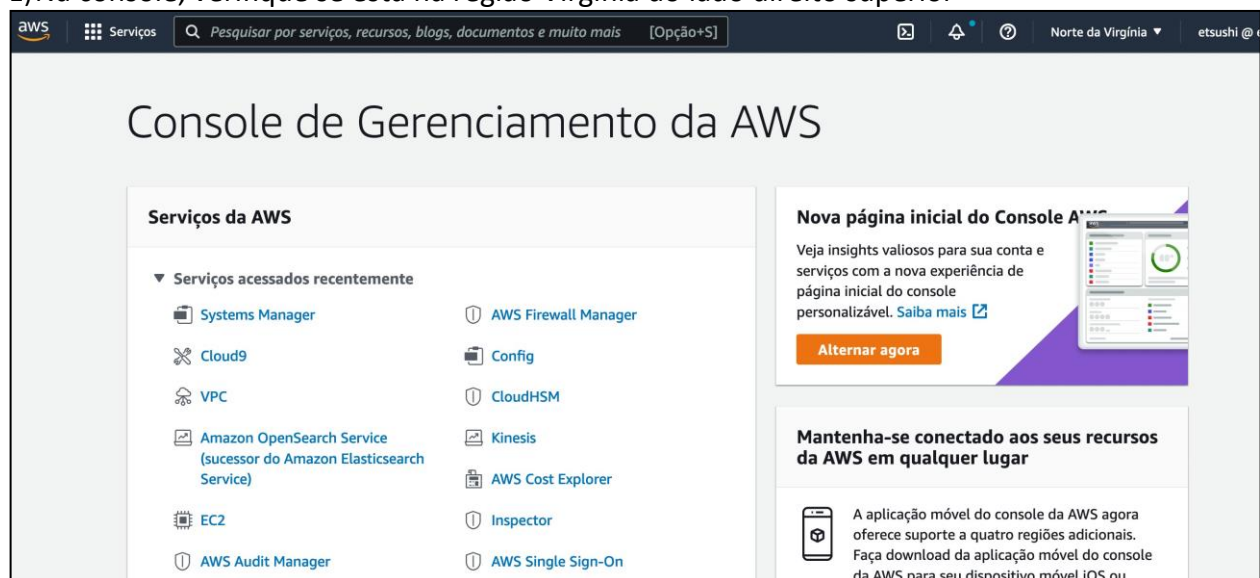 1)Na console, verifique se está na região Virginia do lado direito superior
aws
Serviços
Pesquisar por serviços, recursos, blogs, documentos e muito mais [Opção+S]
Norte da Virgínia ▼
etsushi @
Console de Gerenciamento da AWS
Serviços da AWS
▼ Serviços acessados recentemente
Systems Manager
Cloud9
VPC
Amazon OpenSearch Service
(sucessor do Amazon Elasticsearch
Service)
EC2
AWS Audit Manager
AWS Firewall Manager
Config
CloudHSM
Kinesis
AWS Cost Explorer
Inspector
AWS Single Sign-On
Nova página inicial do Console AWS
Veja insights valiosos para sua conta e
serviços com a nova experiência de
página inicial do console
personalizável. Saiba mais
Alternar agora
Mantenha-se conectado aos seus recursos
da AWS em qualquer lugar
A aplicação móvel do console da AWS agora
oferece suporte a quatro regiões adicionais.
Faça download da aplicação móvel do console
da AWS para seu dispositivo móvel iOS ou